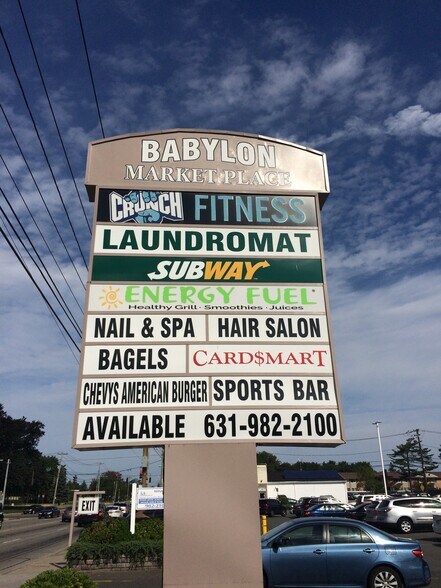 BABYLON
MARKET PLACE
CRUNCH FITNESS
LAUNDROMAT
SUBWAY
ENERGY FUEL
Healthy Grill · Smoothies · Juices
NAIL & SPA HAIR SALON
BAGELS CARD$MART
CHEVYS AMERICAN BURGER SPORTS BAR
AVAILABLE 631-982-2100
EXIT